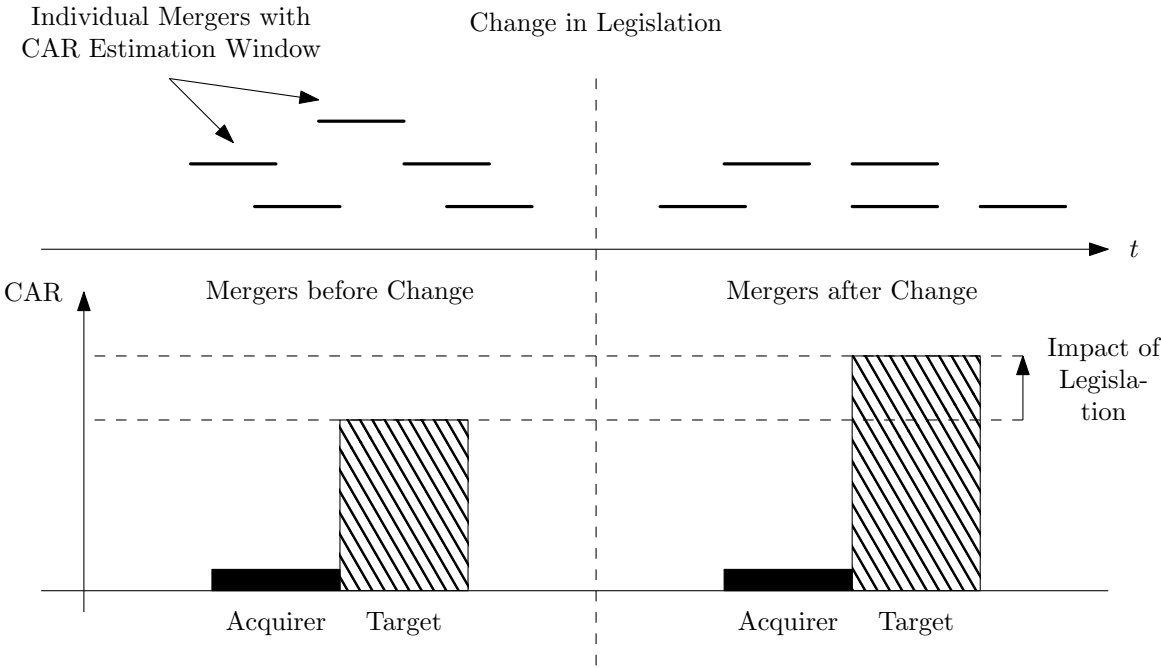 Individual Mergers with
CAR Estimation Window
Change in Legislation
t
CAR
Mergers before Change
Mergers after Change
Impact of
Legisla-
tion
Acquirer
Target
Acquirer
Target